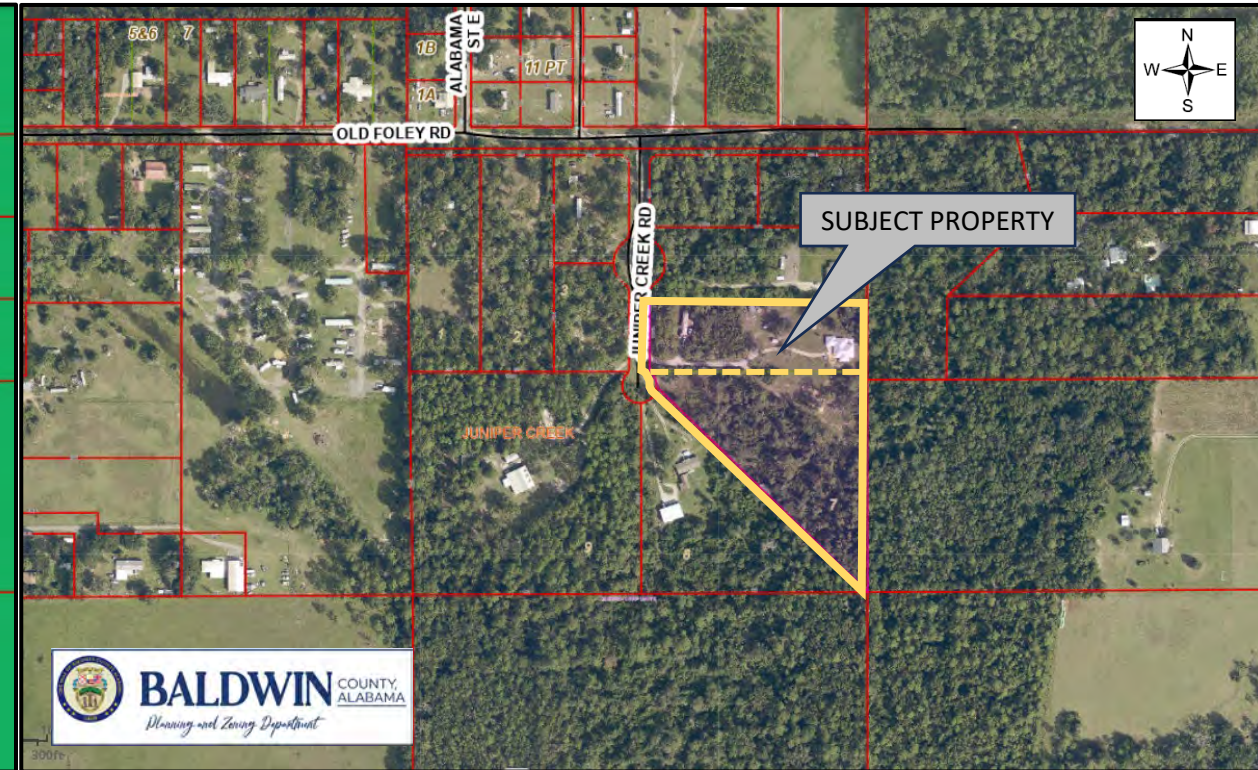 5&6
7
1B
1A
ALABAMA
ST E
11 PT
N
W E
S
OLD FOLEY RD
JUNIPER CREEK RD
SUBJECT PROPERTY
3
2
JUNIPER CREEK
7
9
BALDWIN COUNTY,
ALABAMA
Planning and Zoning Department
300ft